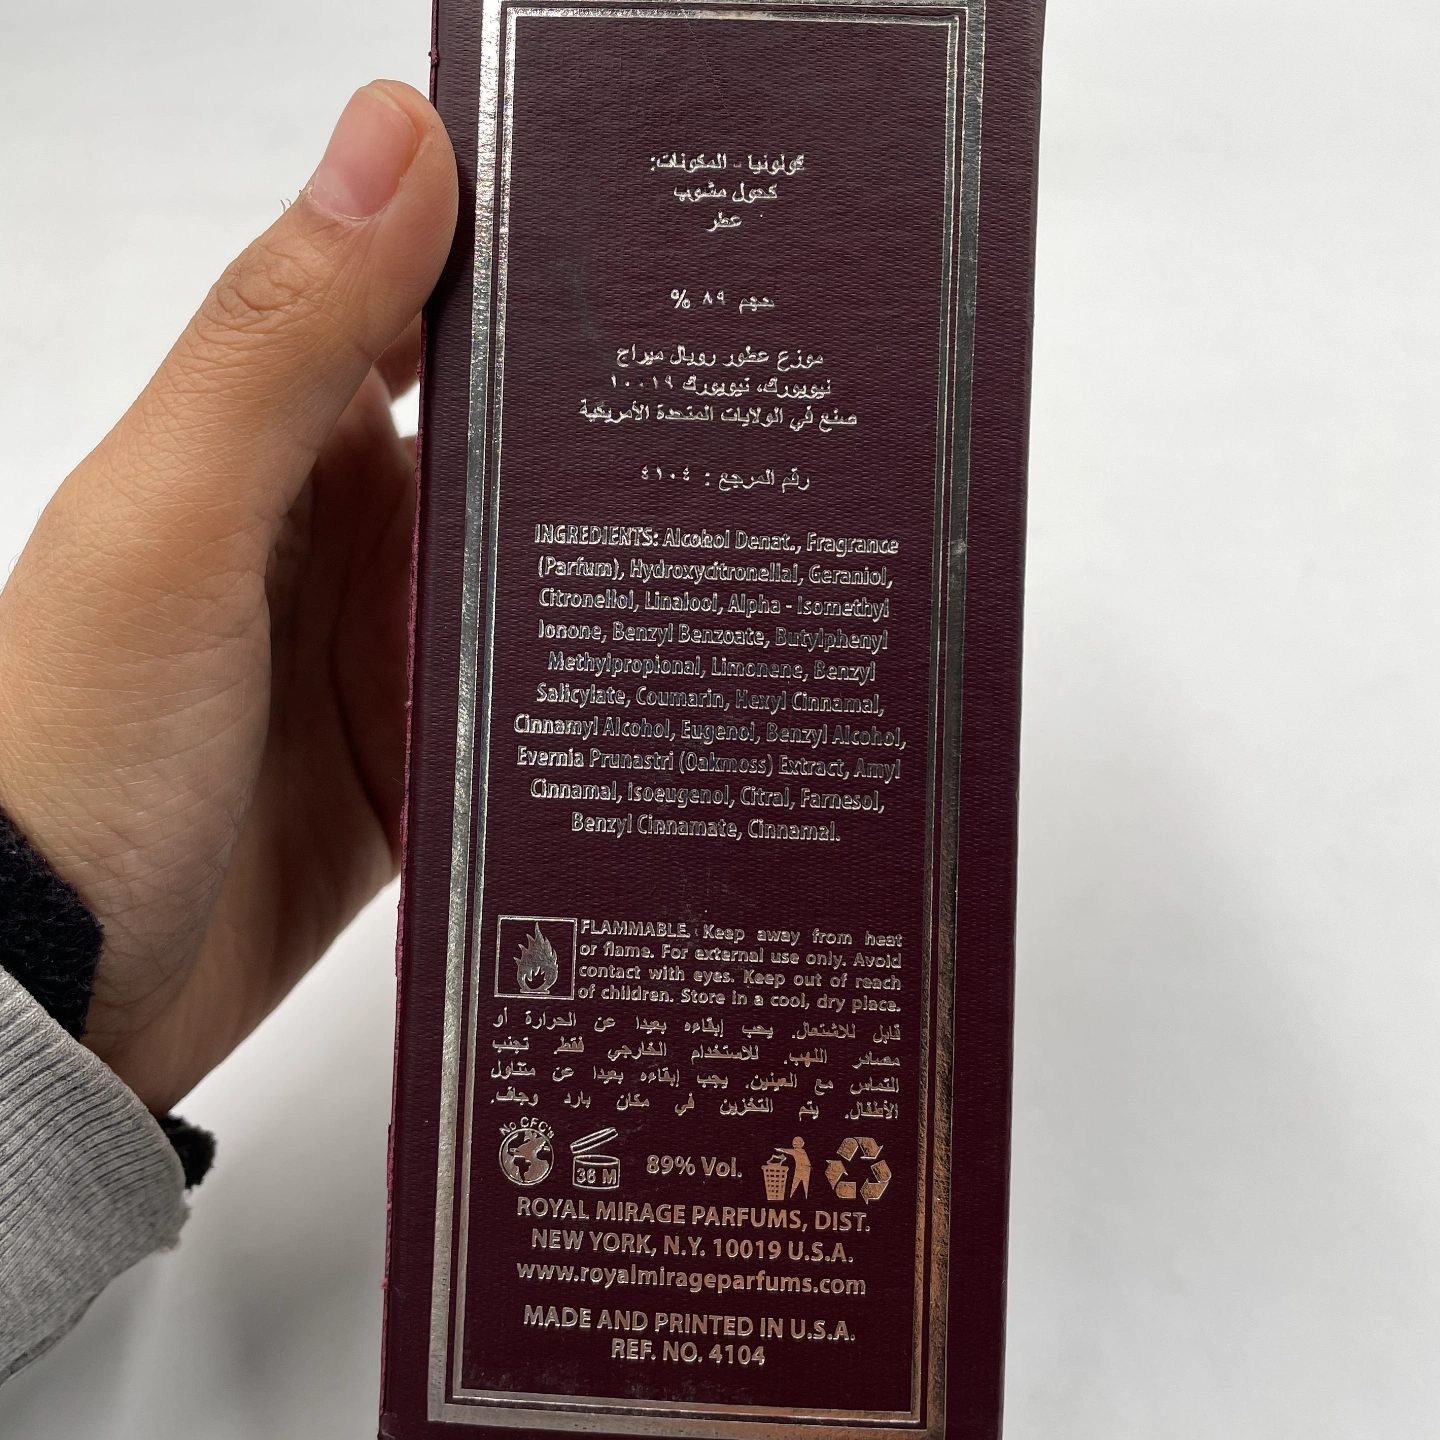 كولونيا - المكونات:
كحول مشوب
عطر
حجم ٨٩ %
موزع عطور رويال ميراج
نيويورك، نيويورك ١٠٠١٩
صنع في الولايات المتحدة الأمريكية
رقم المرجع : ٤١٠٤
INGREDIENTS: Alcohol Denat., Fragrance
(Parfum), Hydroxycitronellal, Geraniol,
Citronellol, Linalool, Alpha - Isomethyl
Ionone, Benzyl Benzoate, Butylphenyl
Methylpropional, Limonene, Benzyl
Salicylate, Coumarin, Hexyl Cinnamal,
Cinnamyl Alcohol, Eugenol, Benzyl Alcohol,
Evernia Prunastri (Oakmoss) Extract, Amyl
Cinnamal, Isoeugenol, Citral, Farnesol,
Benzyl Cinnamate, Cinnamal.
FLAMMABLE. Keep away from heat
or flame. For external use only. Avoid
contact with eyes. Keep out of reach
of children. Store in a cool, dry place.
قابل للاشتعال. يجب إبقاءه بعيدا عن الحرارة أو
مصادر اللهب. للاستخدام الخارجي فقط. تجنب
التماس مع العينين. يجب إبقاءه بعيدا عن متناول
الأطفال. يتم التخزين في مكان بارد وجاف.
No CFC's
36 M
89% Vol.
ROYAL MIRAGE PARFUMS, DIST.
NEW YORK, N.Y. 10019 U.S.A.
www.royalmirageparfums.com
MADE AND PRINTED IN U.S.A.
REF. NO. 4104